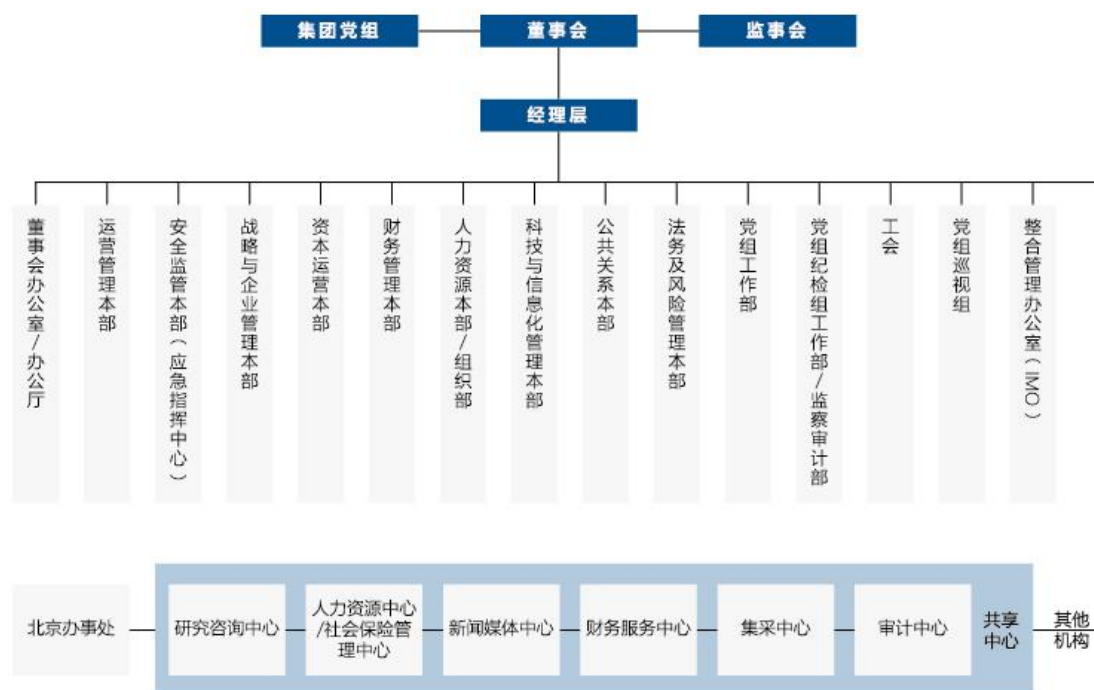 集团党组
董事会
监事会
经理层
董事会办公室/办公厅
运营管理本部
安全监管本部（应急指挥中心）
战略与企业管理本部
资本运营本部
财务管理本部
人力资源本部/组织部
科技与信息化管理本部
公共关系本部
法务及风险管理本部
党组工作部
党组纪检组工作部/监察审计部
工会
党组巡视组
整合管理办公室（IMO）
北京办事处
研究咨询中心
人力资源中心
/社会保险管
理中心
新闻媒体中心
财务服务中心
集采中心
审计中心
共享
中心
其他
机构